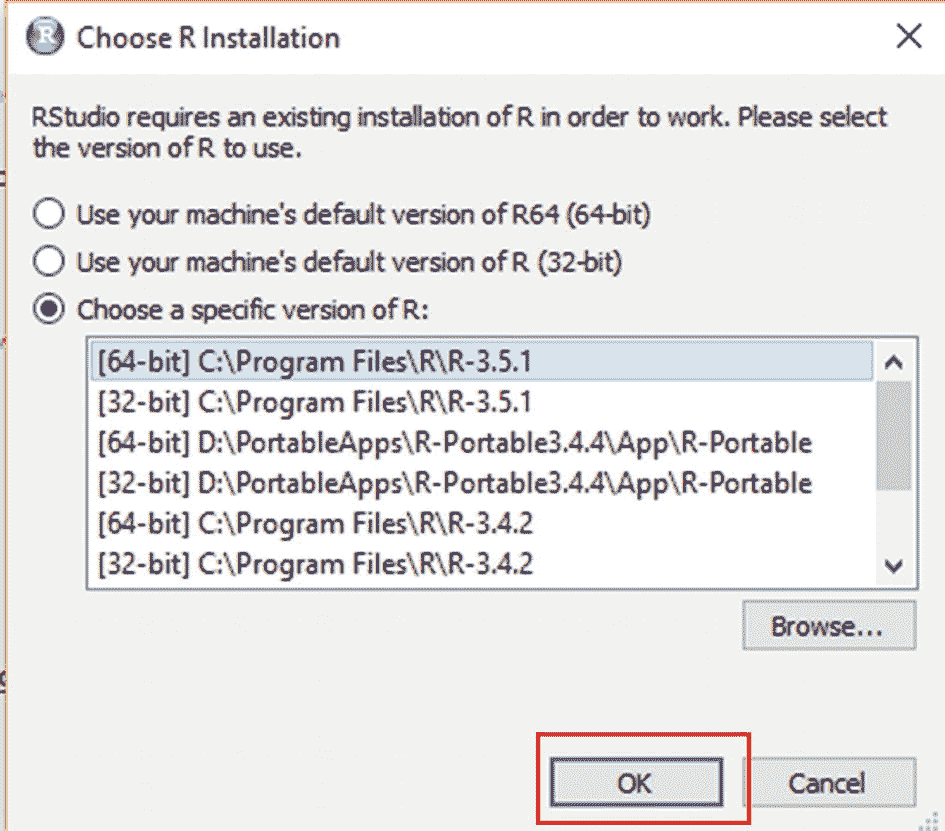 Choose R Installation
RStudio requires an existing installation of R in order to work. Please select
the version of R to use.
Use your machine's default version of R64 (64-bit)
Use your machine's default version of R (32-bit)
Choose a specific version of R:
[64-bit] C:\Program Files\R\R-3.5.1
[32-bit] C:\Program Files\R\R-3.5.1
[64-bit] D:\PortableApps\R-Portable3.4.4\App\R-Portable
[32-bit] D:\PortableApps\R-Portable3.4.4\App\R-Portable
[64-bit] C:\Program Files\R\R-3.4.2
[32-bit] C:\Program Files\R\R-3.4.2
Browse...
OK Cancel